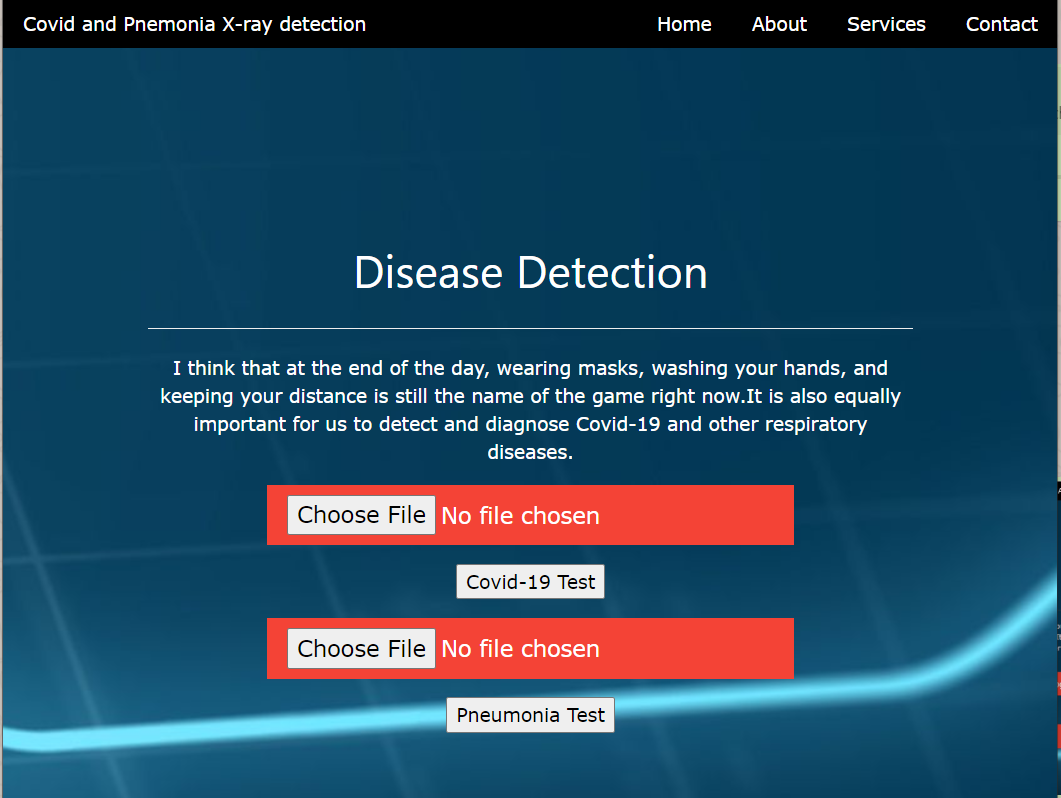 Covid and Pnemonia X-ray detection Home About Services Contact
Disease Detection
I think that at the end of the day, wearing masks, washing your hands, and
keeping your distance is still the name of the game right now.It is also equally
important for us to detect and diagnose Covid-19 and other respiratory
diseases.
Choose File No file chosen
Covid-19 Test
Choose File No file chosen
Pneumonia Test